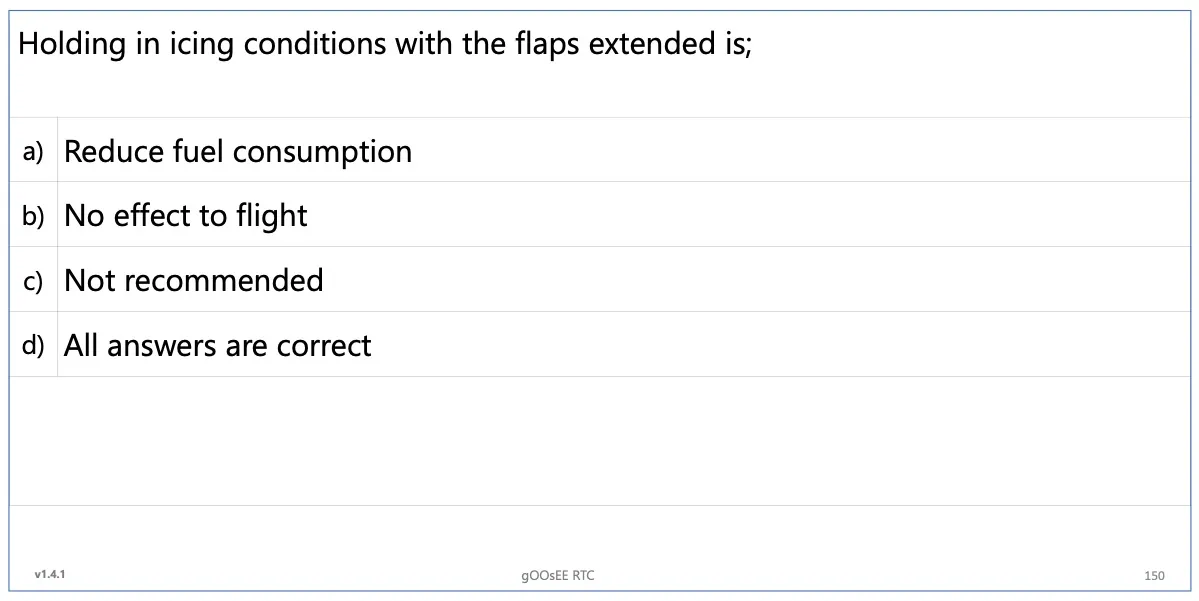 Holding in icing conditions with the flaps extended is;
a) Reduce fuel consumption
b) No effect to flight
c) Not recommended
d) All answers are correct
v1.4.1 gOOsEE RTC 150